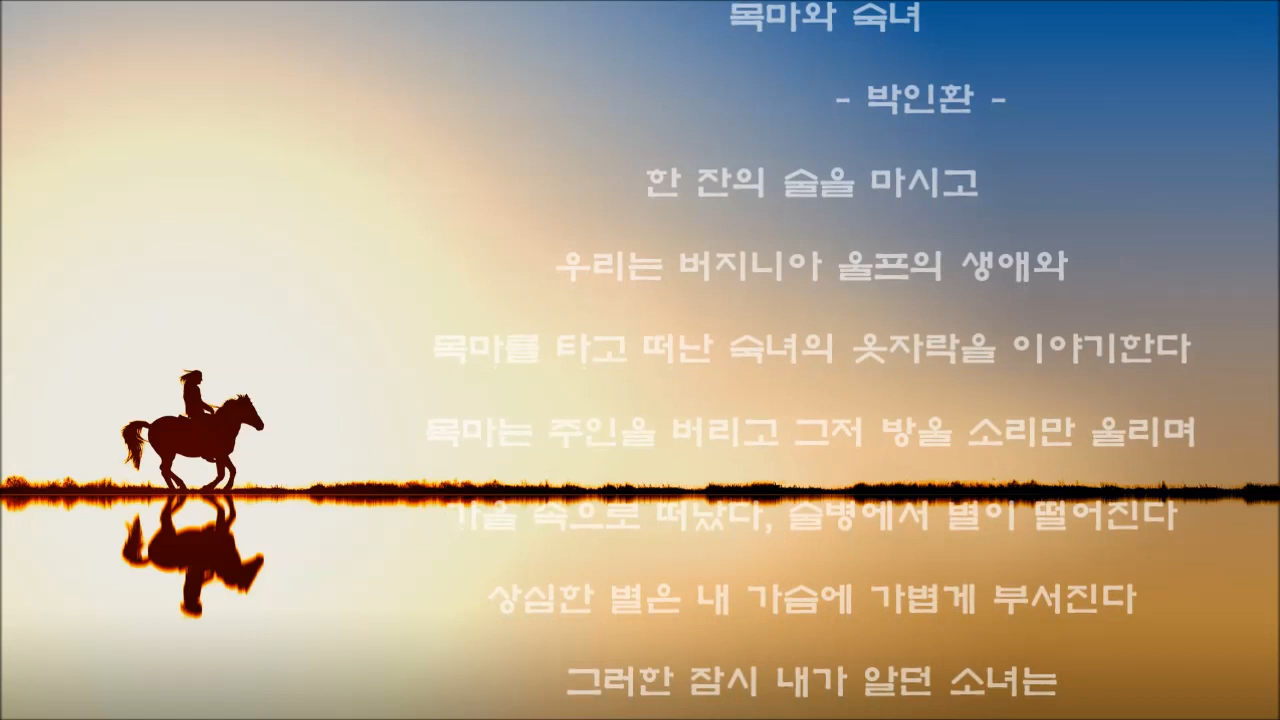 목마와 숙녀
- 박인환 -
한 잔의 술을 마시고
우리는 버지니아 울프의 생애와
목마를 타고 떠난 숙녀의 옷자락을 이야기한다
목마는 주인을 버리고 그저 방울 소리만 울리며
가을 속으로 떠났다, 술병에서 별이 떨어진다
상심한 별은 내 가슴에 가볍게 부서진다
그러한 잠시 내가 알던 소녀는